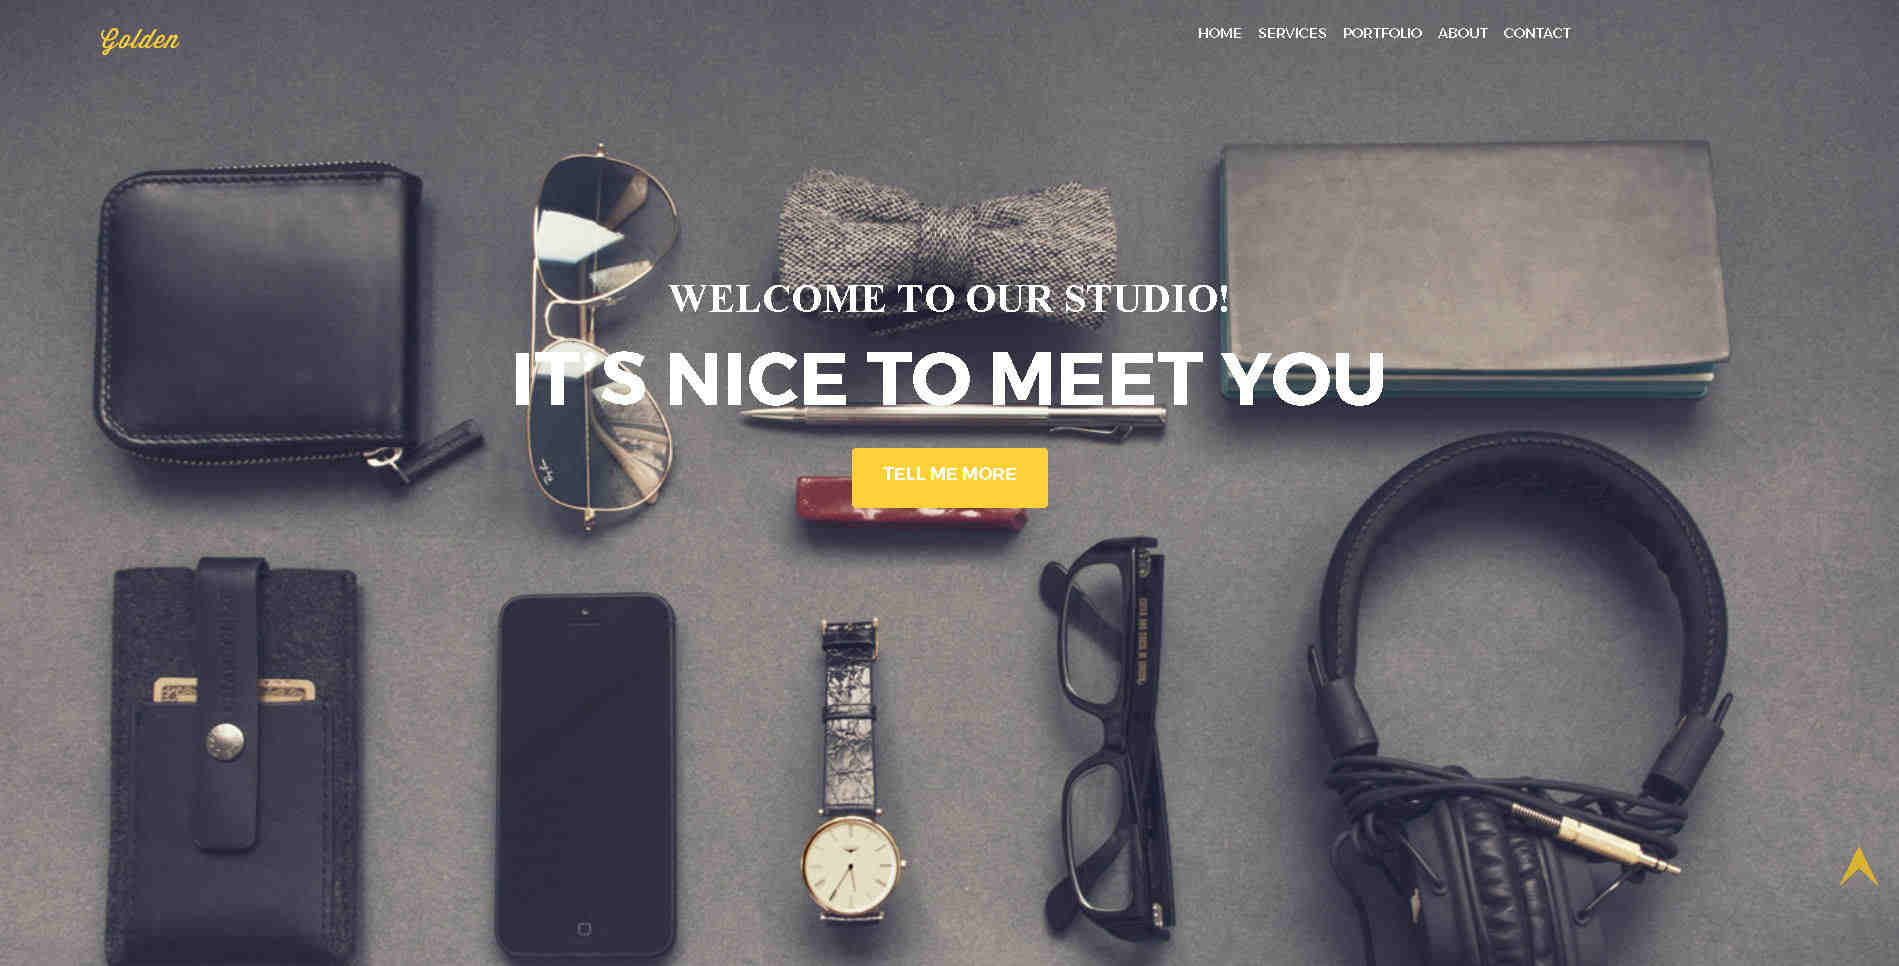 Golden
HOME SERVICES PORTFOLIO ABOUT CONTACT
WELCOME TO OUR STUDIO!
IT'S NICE TO MEET YOU
TELL ME MORE